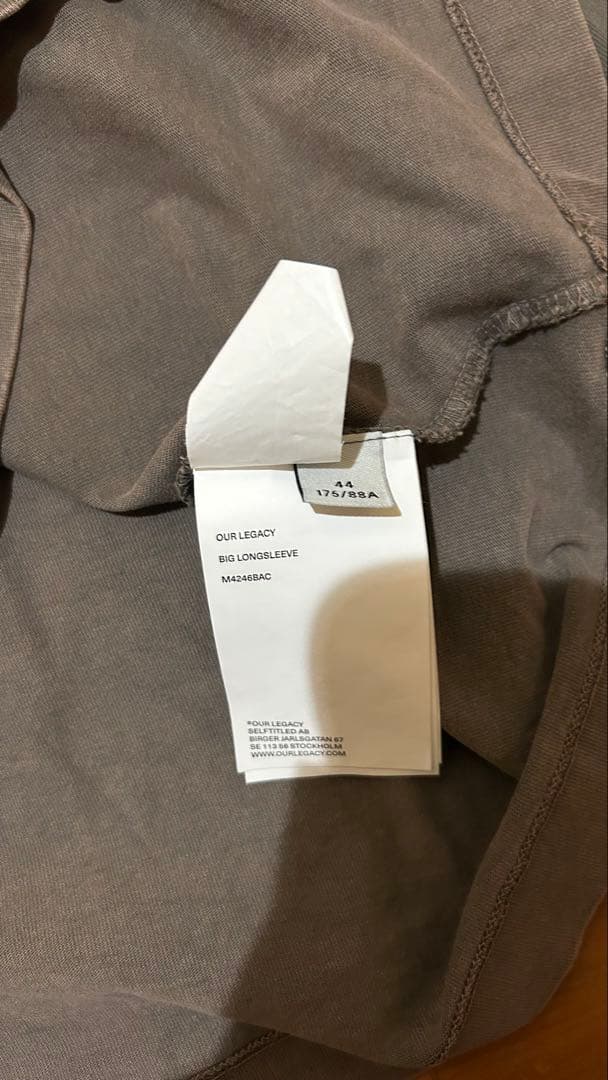 44
175/88A
OUR LEGACY
BIG LONGSLEEVE
M4246BAC
®OUR LEGACY
SELFTITLED AB
BIRGER JARLSGATAN 67
SE 113 56 STOCKHOLM
WWW.OURLEGACY.COM